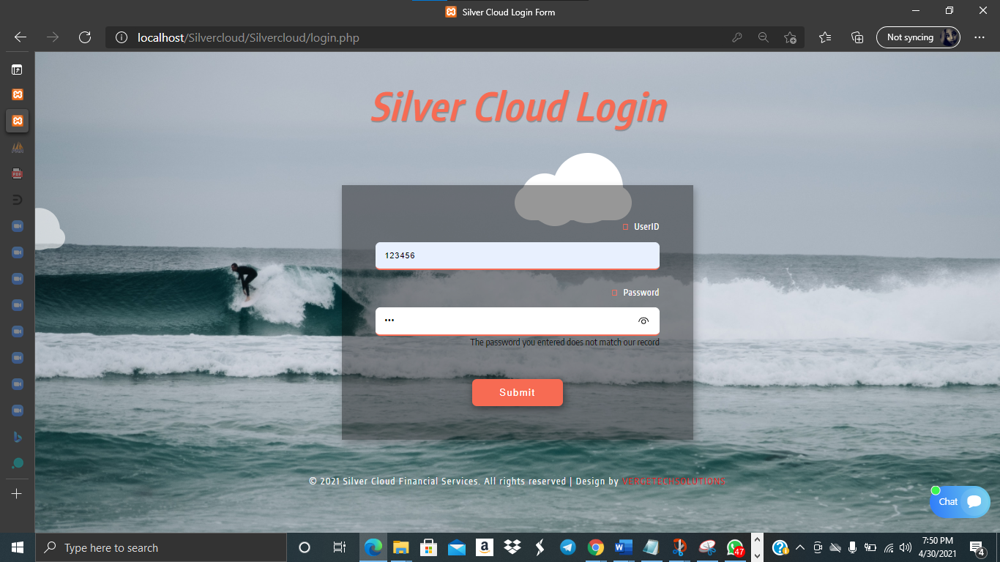 Silver Cloud Login Form
localhost/Silvercloud/Silvercloud/login.php
Not syncing
Silver Cloud Login
UserID
123456
Password
•••
The password you entered does not match our record
Submit
© 2021 Silver Cloud Financial Services. All rights reserved | Design by VERGETECHSOLUTIONS
Chat
Type here to search
47
7:50 PM
4/30/2021
4